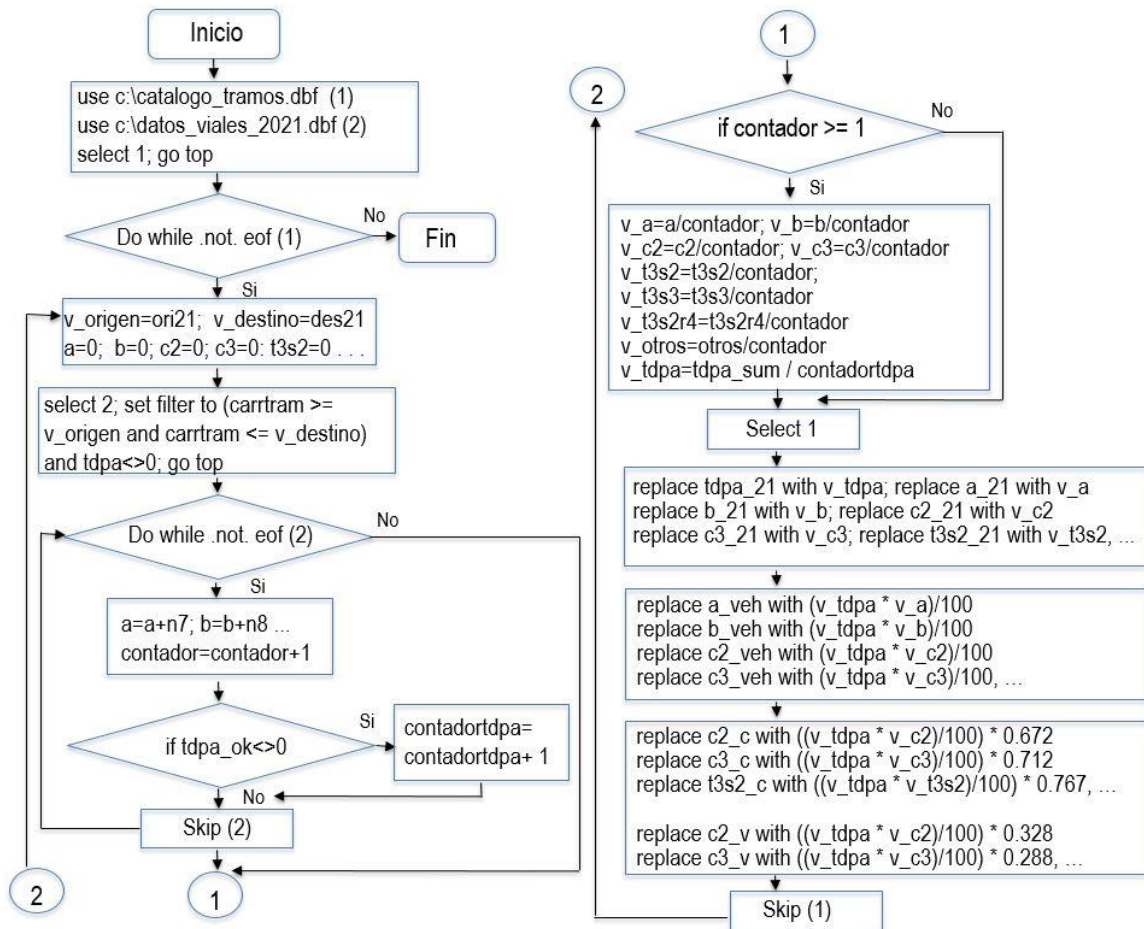 Inicio
use c:\catalogo_tramos.dbf (1)
use c:\datos_viales_2021.dbf (2)
select 1; go top
Do while .not. eof (1)
No
Fin
Si
v_origen=ori21; v_destino=des21
a=0; b=0; c2=0; c3=0: t3s2=0 . . .
select 2; set filter to (carrtram >=
v_origen and carrtram <= v_destino)
and tdpa<>0; go top
Do while .not. eof (2)
No
Si
a=a+n7; b=b+n8 ...
contador=contador+1
if tdpa_ok<>0
Si
contadortdpa=
contadortdpa+ 1
No
Skip (2)
2
1
1
2
if contador >= 1
No
Si
v_a=a/contador; v_b=b/contador
v_c2=c2/contador; v_c3=c3/contador
v_t3s2=t3s2/contador;
v_t3s3=t3s3/contador
v_t3s2r4=t3s2r4/contador
v_otros=otros/contador
v_tdpa=tdpa_sum / contadortdpa
Select 1
replace tdpa_21 with v_tdpa; replace a_21 with v_a
replace b_21 with v_b; replace c2_21 with v_c2
replace c3_21 with v_c3; replace t3s2_21 with v_t3s2, ...
replace a_veh with (v_tdpa * v_a)/100
replace b_veh with (v_tdpa * v_b)/100
replace c2_veh with (v_tdpa * v_c2)/100
replace c3_veh with (v_tdpa * v_c3)/100, ...
replace c2_c with ((v_tdpa * v_c2)/100) * 0.672
replace c3_c with ((v_tdpa * v_c3)/100) * 0.712
replace t3s2_c with ((v_tdpa * v_t3s2)/100) * 0.767, ...
replace c2_v with ((v_tdpa * v_c2)/100) * 0.328
replace c3_v with ((v_tdpa * v_c3)/100) * 0.288, ...
Skip (1)